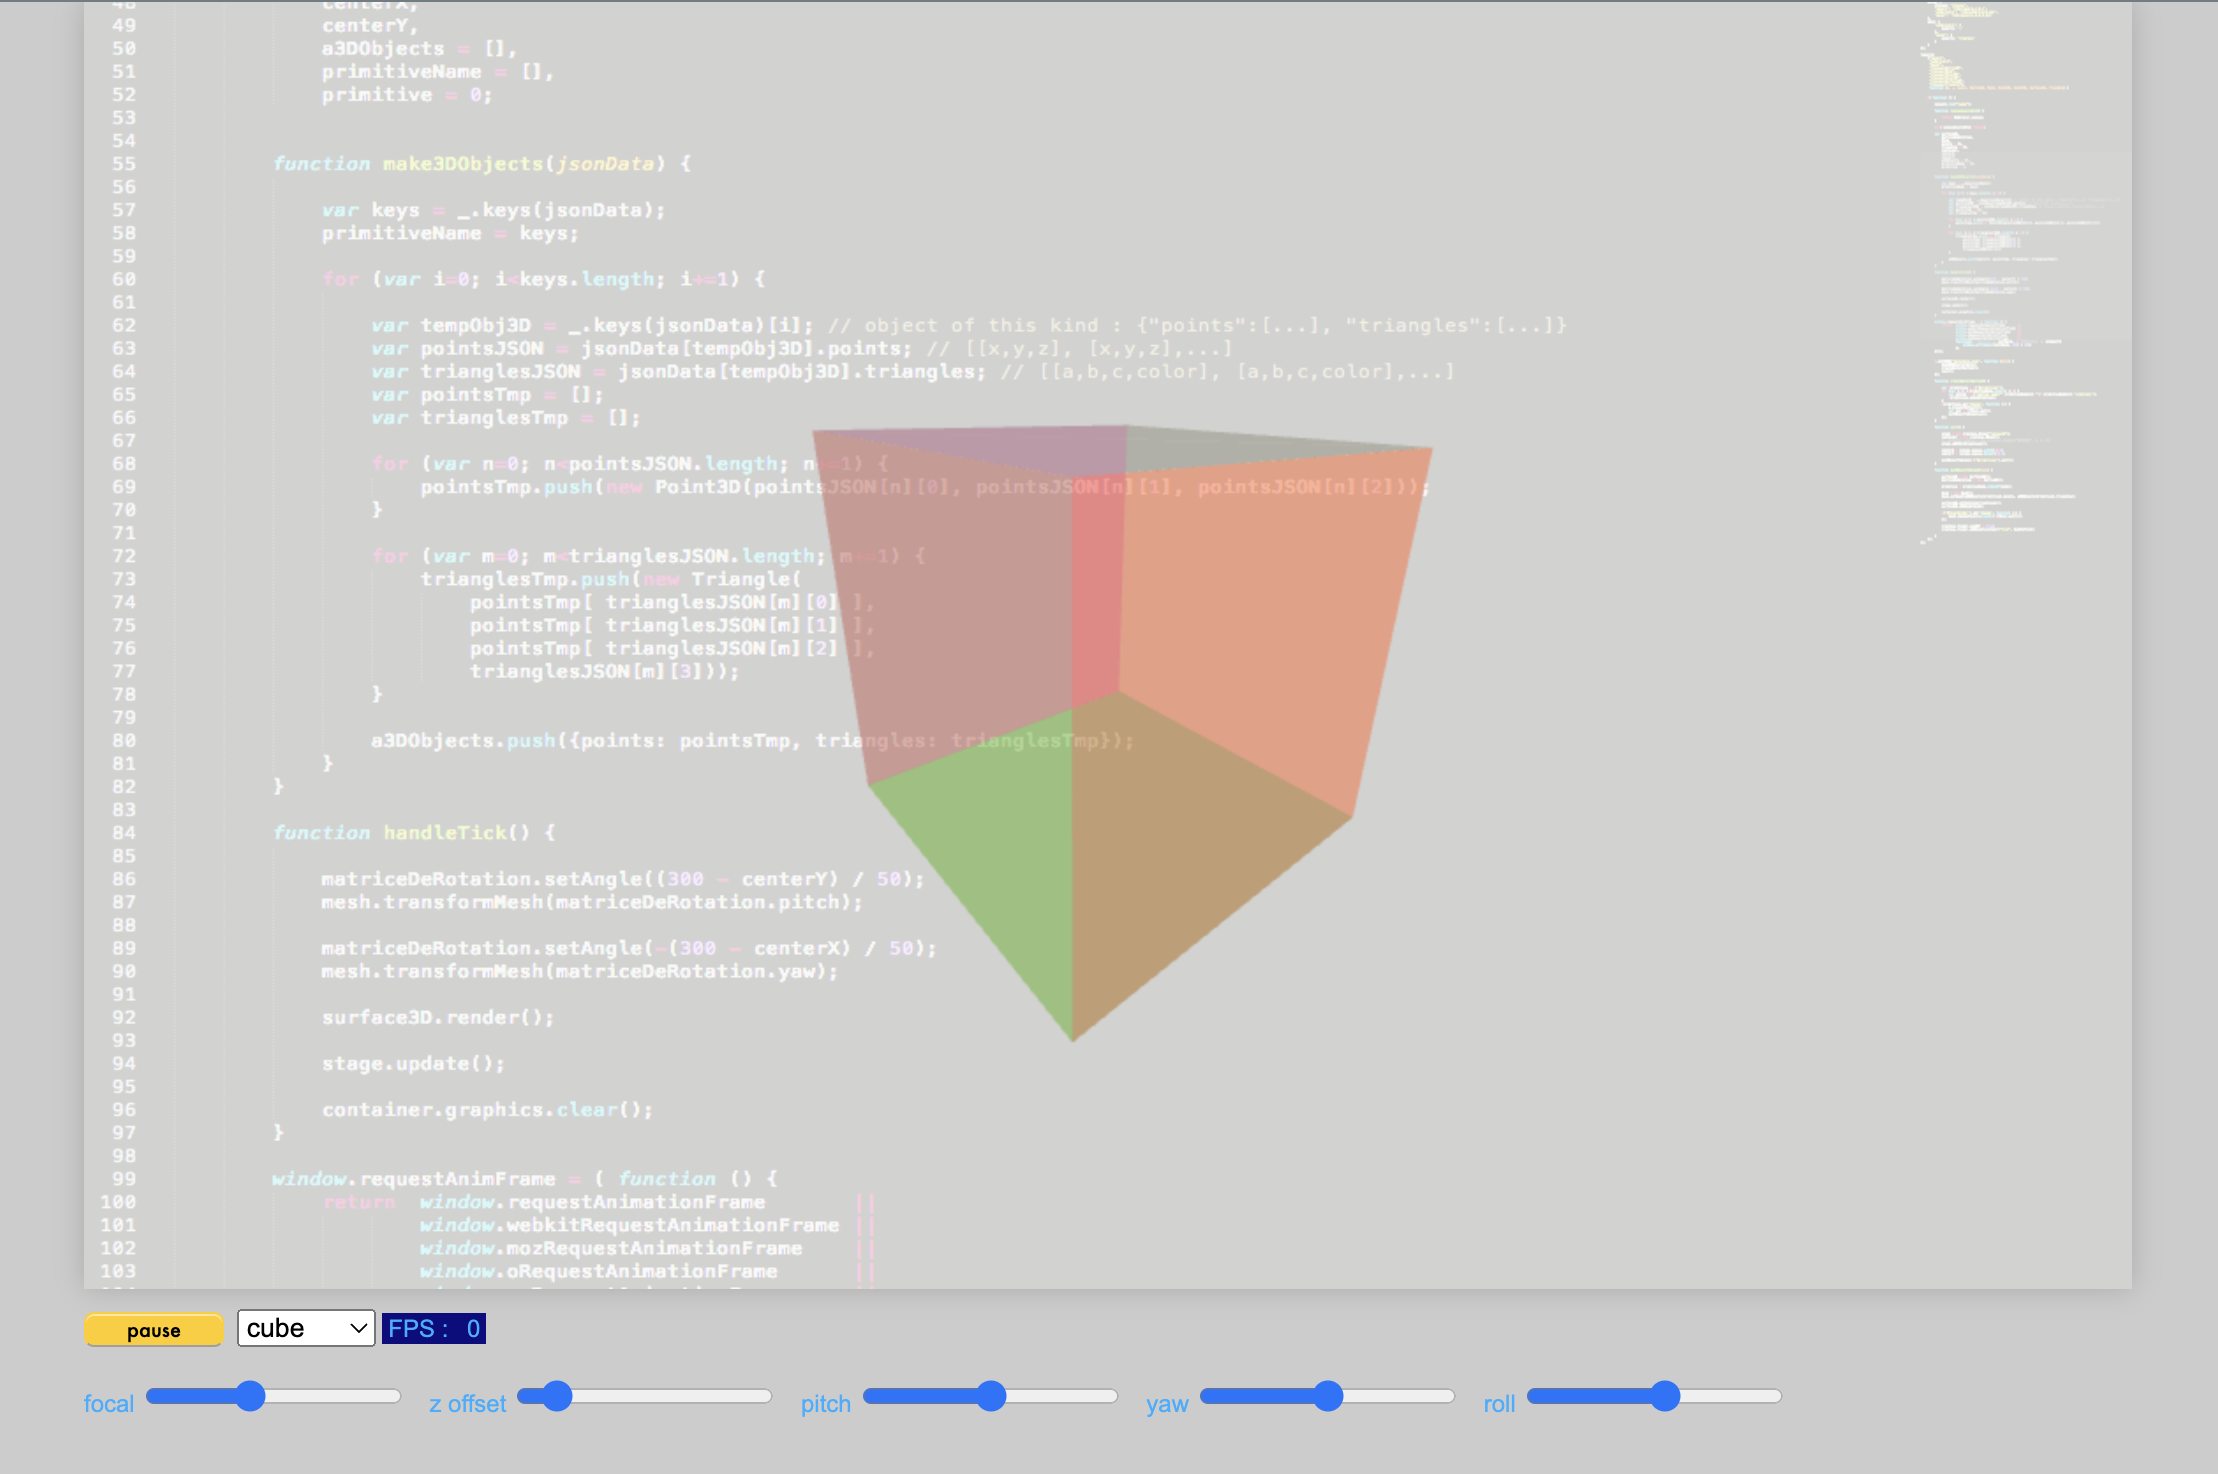 48 centerX,
49 centerY,
50 a3DObjects = [],
51 primitiveName = [],
52 primitive = 0;
53
54
55 function make3DObjects(jsonData) {
56
57 var keys = _.keys(jsonData);
58 primitiveName = keys;
59
60 for (var i=0; i<keys.length; i+=1) {
61
62 var tempObj3D = _.keys(jsonData)[i]; // object of this kind : {"points":[...], "triangles":[...]}
63 var pointsJSON = jsonData[tempObj3D].points; // [[x,y,z], [x,y,z],...]
64 var trianglesJSON = jsonData[tempObj3D].triangles; // [[a,b,c,color], [a,b,c,color],...]
65 var pointsTmp = [];
66 var trianglesTmp = [];
67
68 for (var n=0; n<pointsJSON.length; n+=1) {
69 pointsTmp.push(new Point3D(pointsJSON[n][0], pointsJSON[n][1], pointsJSON[n][2]));
70 }
71
72 for (var m=0; m<trianglesJSON.length; m+=1) {
73 trianglesTmp.push(new Triangle(
74 pointsTmp[ trianglesJSON[m][0] ],
75 pointsTmp[ trianglesJSON[m][1] ],
76 pointsTmp[ trianglesJSON[m][2] ],
77 trianglesJSON[m][3]));
78 }
79
80 a3DObjects.push({points: pointsTmp, triangles: trianglesTmp});
81 }
82 }
83
84 function handleTick() {
85
86 matriceDeRotation.setAngle((300 - centerY) / 50);
87 mesh.transformMesh(matriceDeRotation.pitch);
88
89 matriceDeRotation.setAngle(-(300 - centerX) / 50);
90 mesh.transformMesh(matriceDeRotation.yaw);
91
92 surface3D.render();
93
94 stage.update();
95
96 container.graphics.clear();
97 }
98
99 window.requestAnimFrame = ( function () {
100 return window.requestAnimationFrame ||
101 window.webkitRequestAnimationFrame ||
102 window.mozRequestAnimationFrame ||
103 window.oRequestAnimationFrame ||
pause cube FPS : 0
focal z offset pitch yaw roll